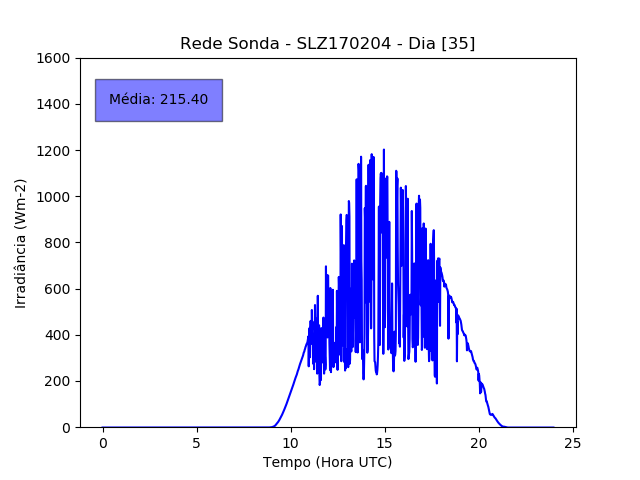 Rede Sonda - SLZ170204 - Dia [35]
Média: 215.40
Irradiância (Wm-2)
1600
1400
1200
1000
800
600
400
200
0
0 5 10 15 20 25
Tempo (Hora UTC)